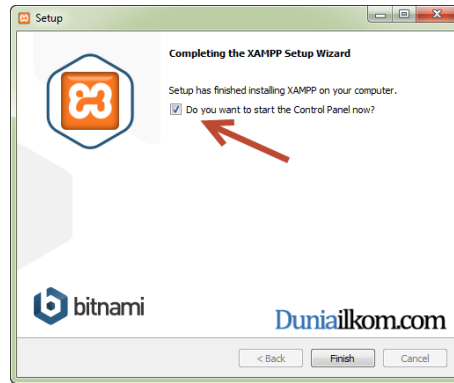 Setup
Completing the XAMPP Setup Wizard
Setup has finished installing XAMPP on your computer.
Do you want to start the Control Panel now?
bitnami
Duniailkom.com
< Back
Finish
Cancel